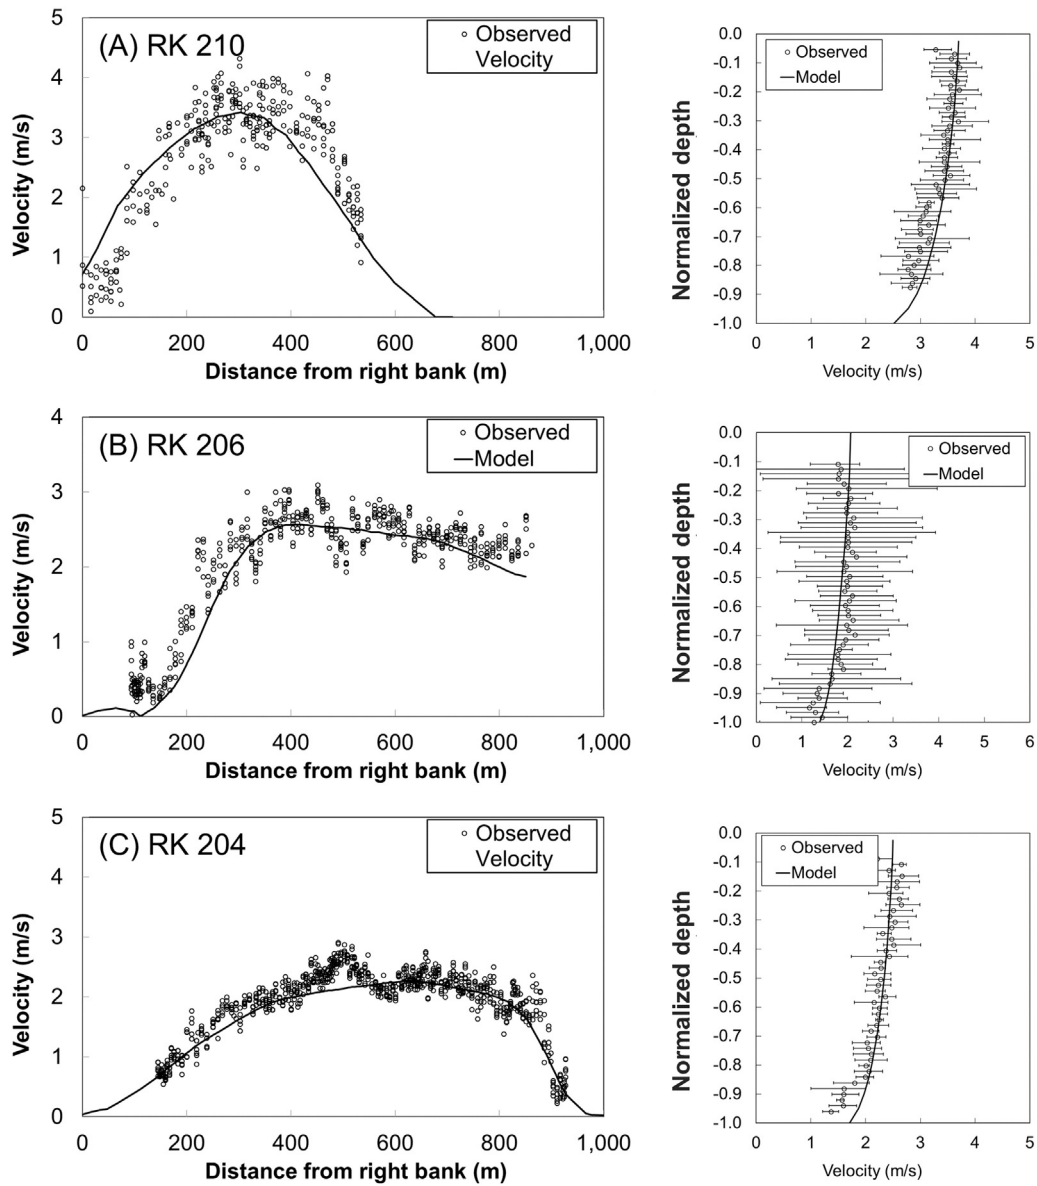 (A) RK 210
Observed
Velocity
Velocity (m/s)
5
4
3
2
1
0
0 200 400 600 800 1,000
Distance from right bank (m)
Observed
Model
Normalized depth
0.0
-0.1
-0.2
-0.3
-0.4
-0.5
-0.6
-0.7
-0.8
-0.9
-1.0
0 1 2 3 4 5
Velocity (m/s)
(B) RK 206
Observed
Model
Velocity (m/s)
4
3
2
1
0
0 200 400 600 800 1,000
Distance from right bank (m)
Observed
Model
Normalized depth
0.0
-0.1
-0.2
-0.3
-0.4
-0.5
-0.6
-0.7
-0.8
-0.9
-1.0
0 1 2 3 4 5 6
Velocity (m/s)
(C) RK 204
Observed
Velocity
Velocity (m/s)
5
4
3
2
1
0
0 200 400 600 800 1,000
Distance from right bank (m)
Observed
Model
Normalized depth
0.0
-0.1
-0.2
-0.3
-0.4
-0.5
-0.6
-0.7
-0.8
-0.9
-1.0
0 1 2 3 4 5
Velocity (m/s)